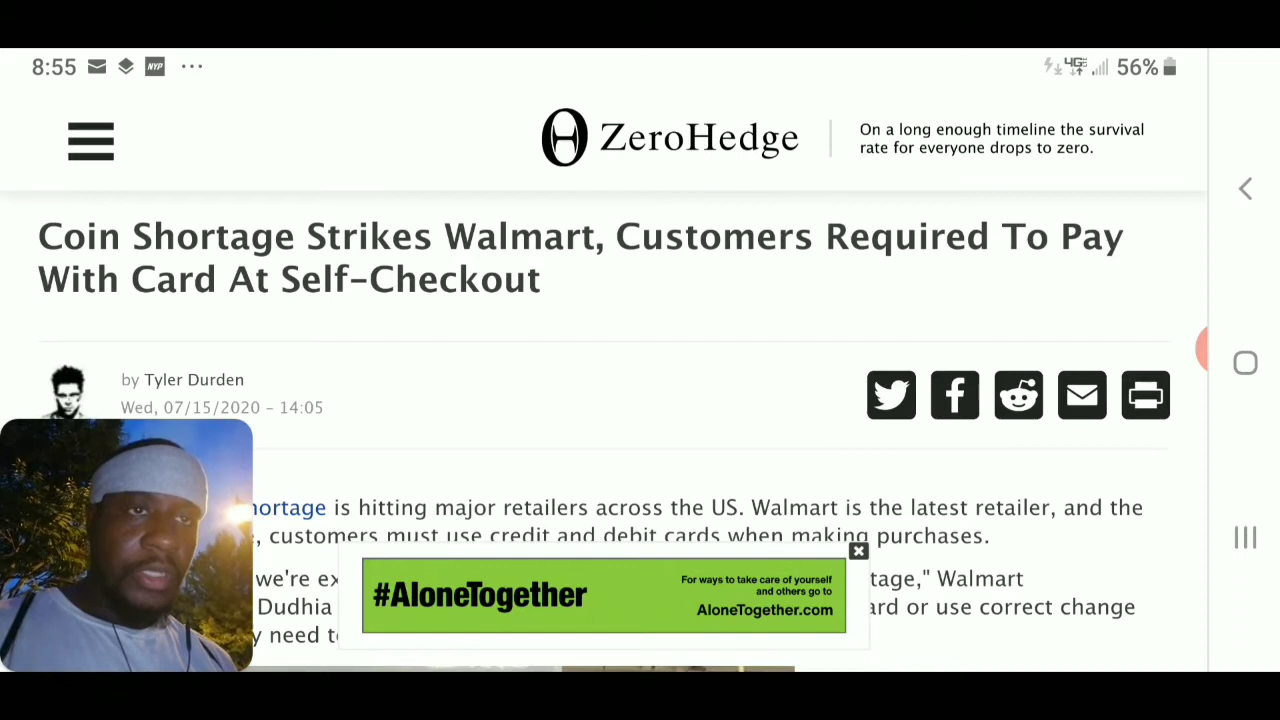 8:55 NYP ... 4GE 56%
ZeroHedge
On a long enough timeline the survival
rate for everyone drops to zero.
Coin Shortage Strikes Walmart, Customers Required To Pay
With Card At Self-Checkout
by Tyler Durden
Wed, 07/15/2020 - 14:05
hortage is hitting major retailers across the US. Walmart is the latest retailer, and the
, customers must use credit and debit cards when making purchases.
we're ex tage," Walmart
Dudhia ard or use correct change
y need t
#AloneTogether
For ways to take care of yourself
and others go to
AloneTogether.com